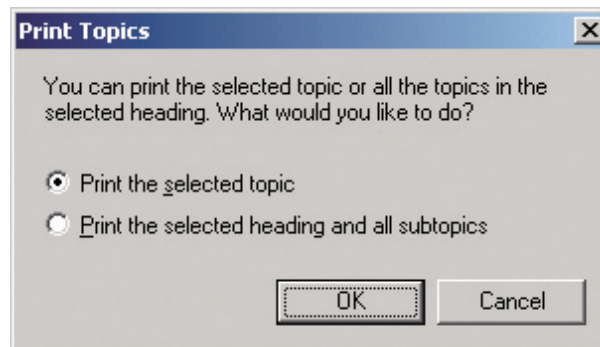 Print Topics
You can print the selected topic or all the topics in the
selected heading. What would you like to do?
Print the selected topic
Print the selected heading and all subtopics
OK
Cancel